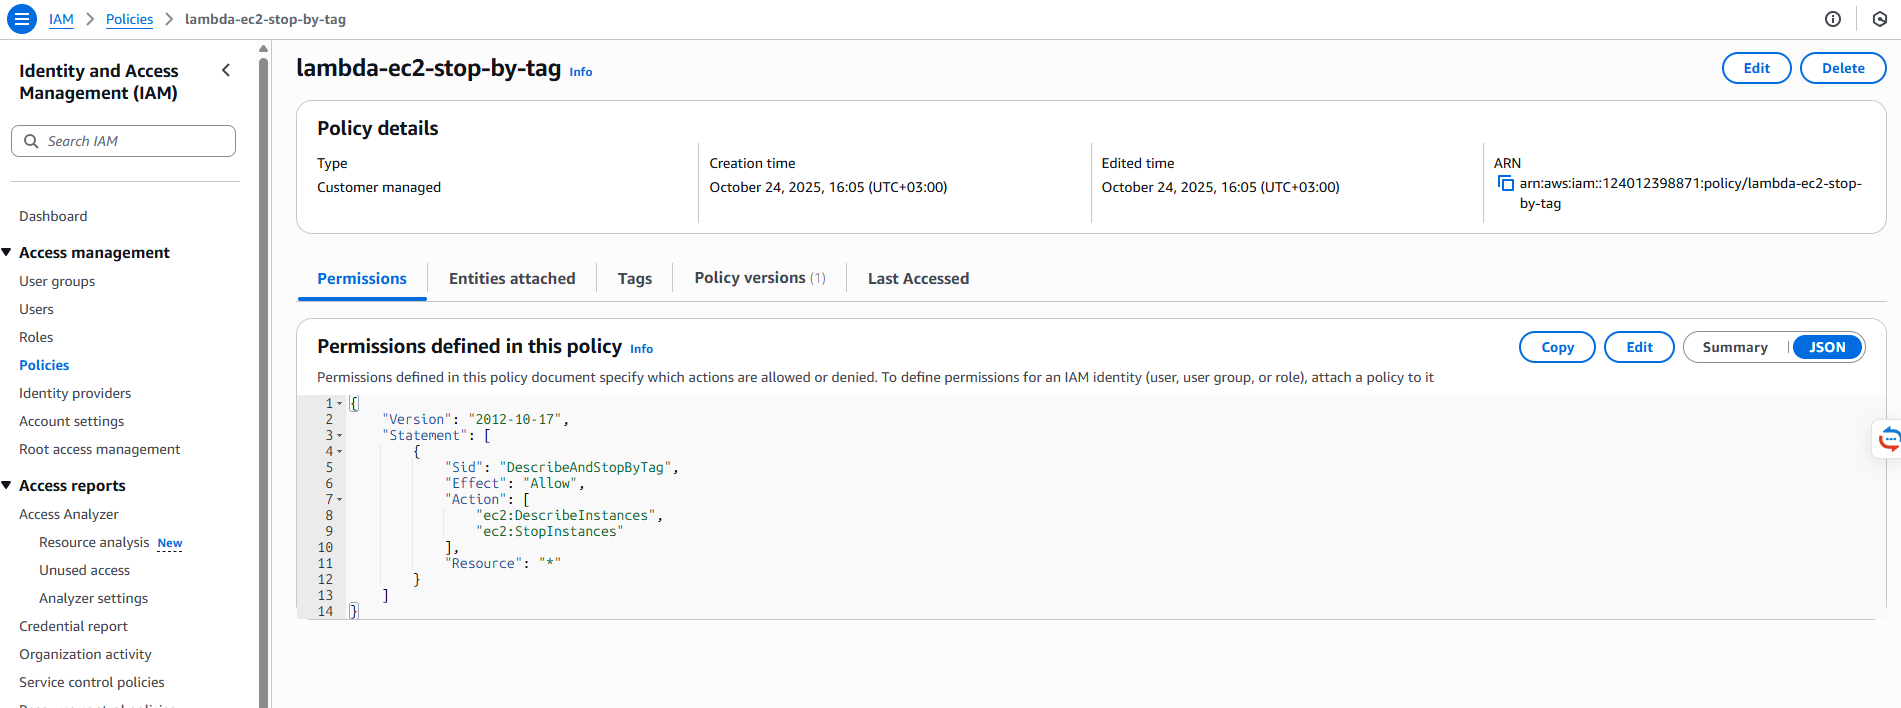 IAM > Policies > lambda-ec2-stop-by-tag
Identity and Access
Management (IAM)
Search IAM
Dashboard
Access management
User groups
Users
Roles
Policies
Identity providers
Account settings
Root access management
Access reports
Access Analyzer
Resource analysis New
Unused access
Analyzer settings
Credential report
Organization activity
Service control policies
lambda-ec2-stop-by-tag Info
Edit Delete
Policy details
Type
Customer managed
Creation time
October 24, 2025, 16:05 (UTC+03:00)
Edited time
October 24, 2025, 16:05 (UTC+03:00)
ARN
arn:aws:iam::124012398871:policy/lambda-ec2-stop-
by-tag
Permissions Entities attached Tags Policy versions (1) Last Accessed
Permissions defined in this policy Info
Copy Edit Summary JSON
Permissions defined in this policy document specify which actions are allowed or denied. To define permissions for an IAM identity (user, user group, or role), attach a policy to it
1 {
2 "Version": "2012-10-17",
3 "Statement": [
4 {
5 "Sid": "DescribeAndStopByTag",
6 "Effect": "Allow",
7 "Action": [
8 "ec2:DescribeInstances",
9 "ec2:StopInstances"
10 ],
11 "Resource": "*"
12 }
13 ]
14 }